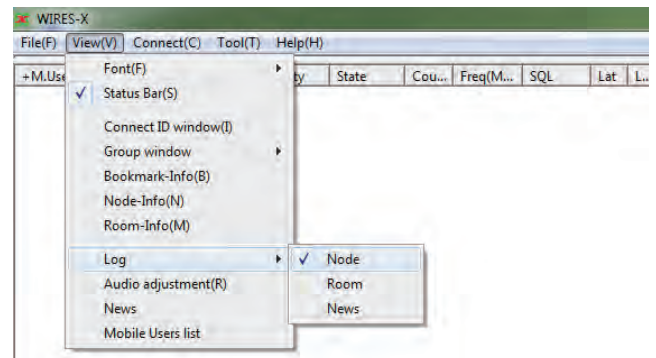 WIRES-X
File(F) View(V) Connect(C) Tool(T) Help(H)
+M.Use ty State Cou... Freq(M... SQL Lat L...
Font(F)
Status Bar(S)
Connect ID window(I)
Group window
Bookmark-Info(B)
Node-Info(N)
Room-Info(M)
Log
Node
Audio adjustment(R)
Room
News
News
Mobile Users list